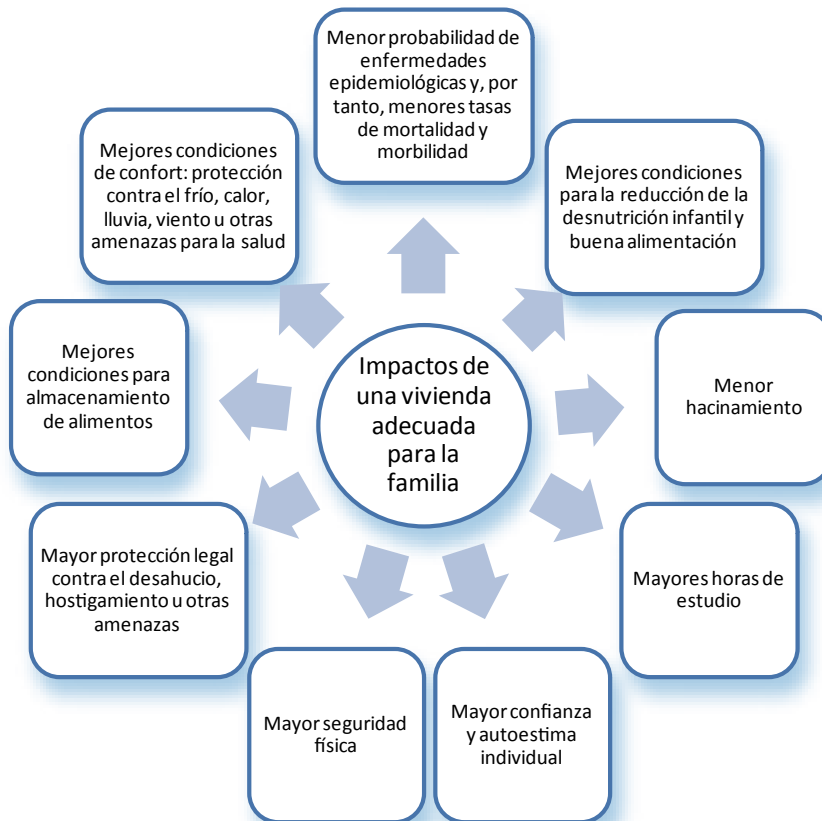 Menor probabilidad de
enfermedades
epidemiológicas y, por
tanto, menores tasas
de mortalidad y
morbilidad
Mejores condiciones
para la reducción de la
desnutrición infantil y
buena alimentación
Menor
hacinamiento
Mayores horas de
estudio
Mayor confianza
y autoestima
individual
Mayor seguridad
física
Mayor protección legal
contra el desahucio,
hostigamiento u otras
amenazas
Mejores
condiciones para
almacenamiento
de alimentos
Mejores condiciones
de confort: protección
contra el frío, calor,
lluvia, viento u otras
amenazas para la salud
Impactos de
una vivienda
adecuada
para la
familia